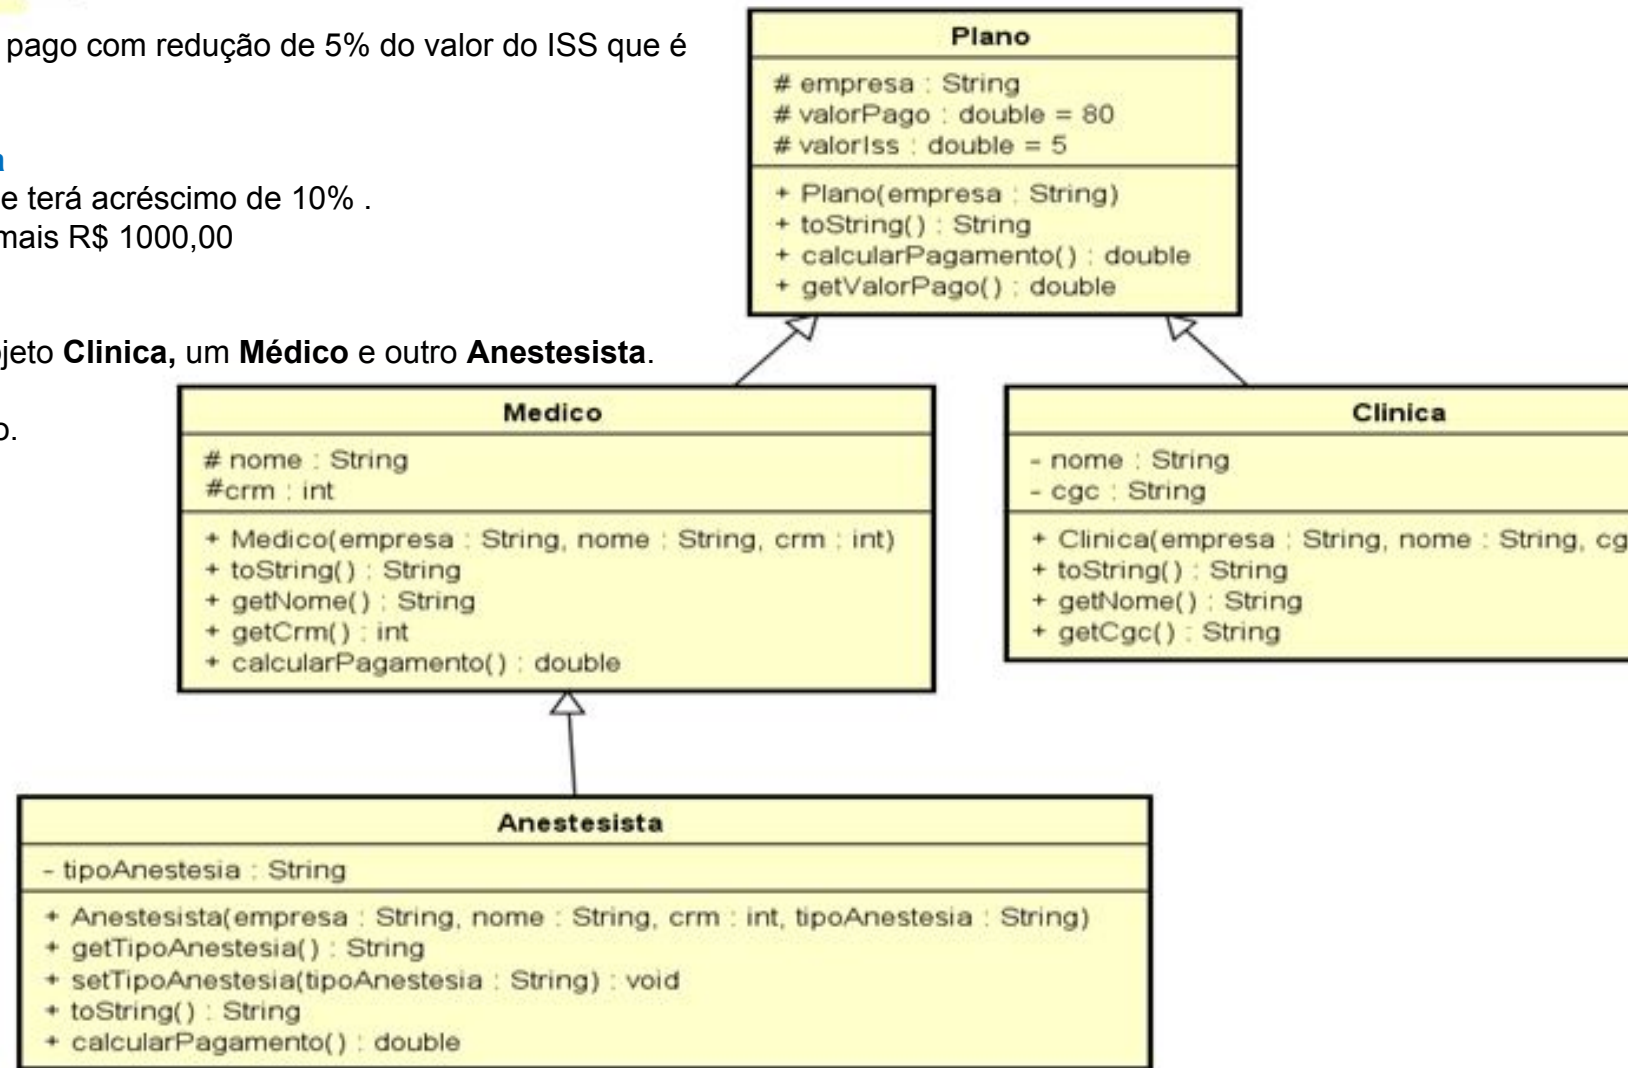 pago com redução de 5% do valor do ISS que é
a
e terá acréscimo de 10% .
mais R$ 1000,00
jeto Clinica, um Médico e outro Anestesista.
o.
Plano
# empresa : String
# valorPago : double = 80
# valorIss : double = 5
+ Plano(empresa : String)
+ toString() : String
+ calcularPagamento() : double
+ getValorPago() : double
Medico
# nome : String
#crm : int
+ Medico(empresa : String, nome : String, crm : int)
+ toString() : String
+ getNome() : String
+ getCrm() : int
+ calcularPagamento() : double
Clinica
- nome : String
- cgc : String
+ Clinica(empresa : String, nome : String, cg
+ toString() : String
+ getNome() : String
+ getCgc() : String
Anestesista
- tipoAnestesia : String
+ Anestesista(empresa : String, nome : String, crm : int, tipoAnestesia : String)
+ getTipoAnestesia() : String
+ setTipoAnestesia(tipoAnestesia : String) : void
+ toString() : String
+ calcularPagamento() : double